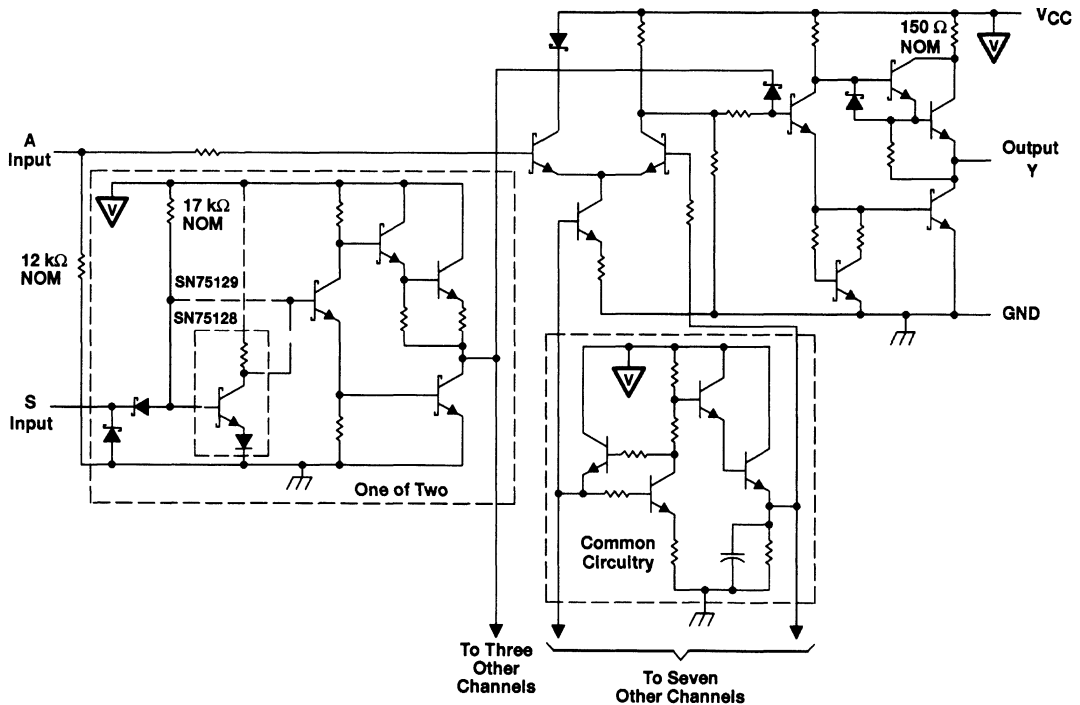 VCC
150 Ω
NOM
V
A
Input
Output
Y
V
17 kΩ
NOM
12 kΩ
NOM
SN75129
SN75128
GND
S
Input
V
One of Two
Common
Circuitry
To Three
Other
Channels
To Seven
Other Channels